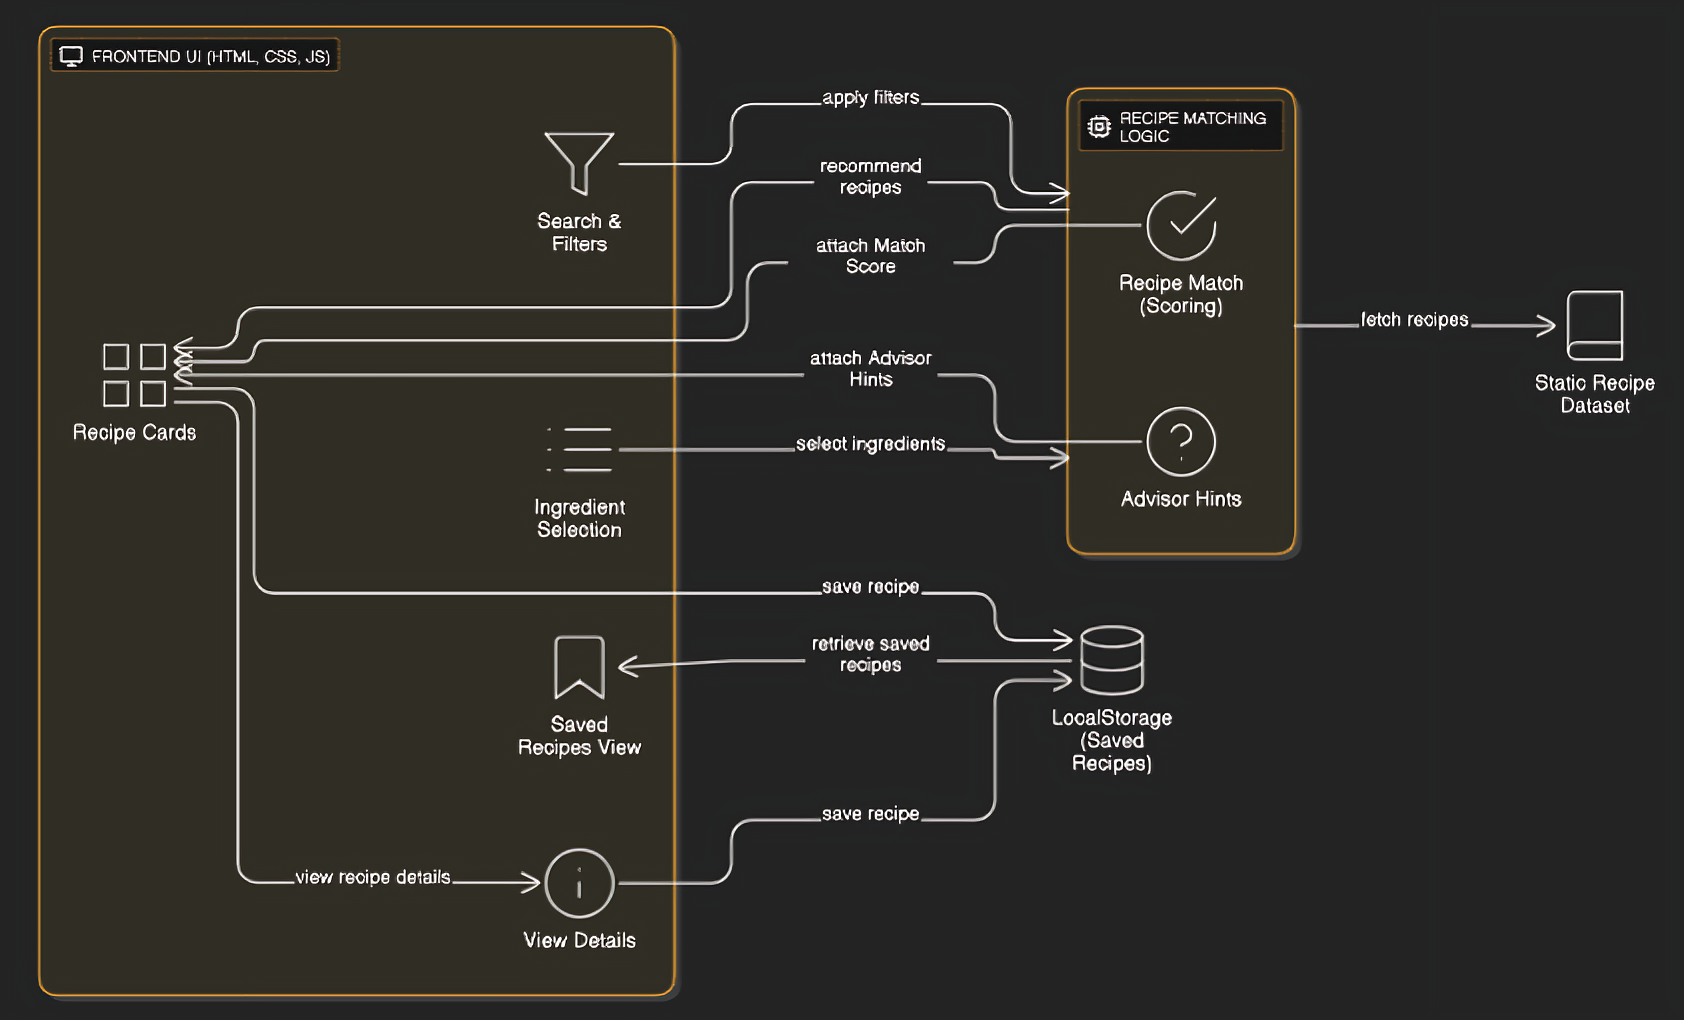 FRONTEND UI (HTML, CSS, JS)
apply filters
RECIPE MATCHING
LOGIC
recommend
recipes
Search &
Filters
attach Match
Score
Recipe Match
(Scoring)
fetch recipes
attach Advisor
Hints
Static Recipe
Dataset
Recipe Cards
select ingredients
Ingredient
Selection
Advisor Hints
save recipe
retrieve saved
recipes
Saved
Recipes View
LocalStorage
(Saved
Recipes)
save recipe
view recipe details
View Details